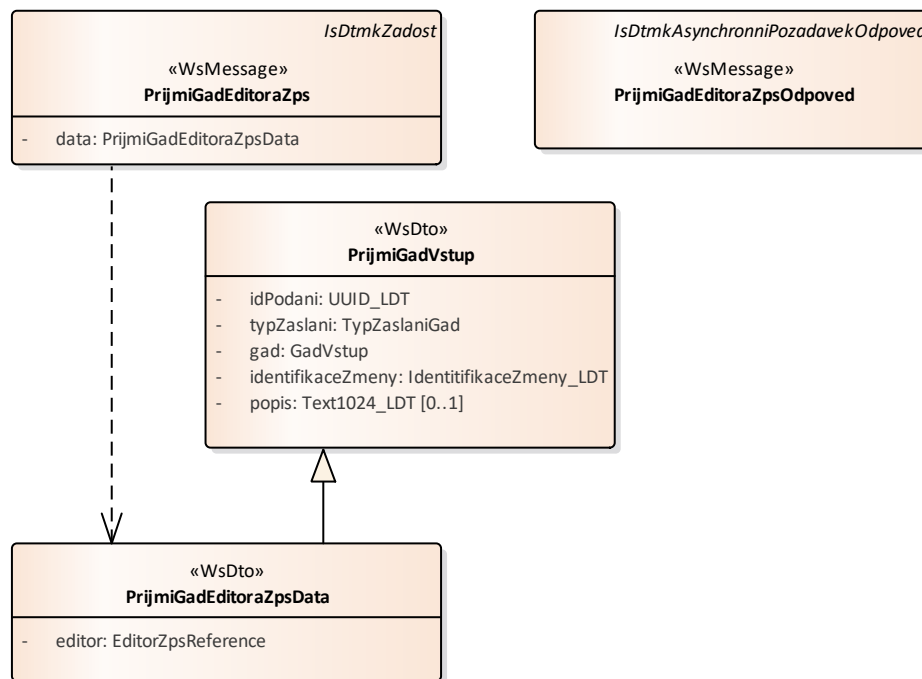 IsDtmkZadost
«WsMessage»
PrijmiGadEditoraZps
- data: PrijmiGadEditoraZpsData
IsDtmkAsynchronniPozadavekOdpoved
«WsMessage»
PrijmiGadEditoraZpsOdpoved
«WsDto»
PrijmiGadVstup
- idPodani: UUID_LDT
- typZaslani: TypZaslaniGad
- gad: GadVstup
- identifikaceZmeny: IdentitifikaceZmeny_LDT
- popis: Text1024_LDT [0..1]
«WsDto»
PrijmiGadEditoraZpsData
- editor: EditorZpsReference